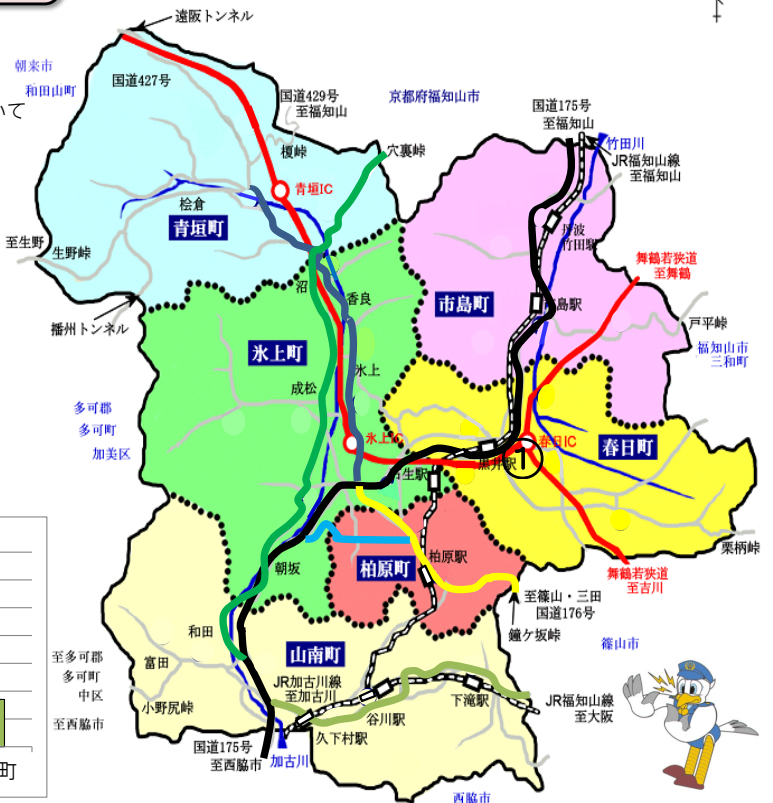 遠阪トンネル
朝来市
和田山町
国道427号
いて
国道429号
至福知山
京都府福知山市
国道175号
至福知山
竹田川
JR福知山線
至福知山
榎峠
穴裏峠
青垣IC
桧倉
青垣町
至生野
生野峠
丹波
竹田駅
舞鶴若狭道
至舞鶴
沼
香良
市島町
島駅
戸平峠
播州トンネル
福知山市
三和町
氷上町
氷上
成松
多可郡
多可町
加美区
氷上IC
春日IC
春日町
黒井駅
石生駅
1
栗柄峠
柏原駅
柏原町
朝坂
舞鶴若狭道
至吉川
至篠山・三田
国道176号
鐘ケ坂峠
和田
山南町
篠山市
至多可郡
多可町
中区
富田
JR加古川線
至加古川
下滝駅
小野尻峠
谷川駅
JR福知山線
至大阪
至西脇市
久下村駅
国道175号
至西脇市
加古川
町
西脇市